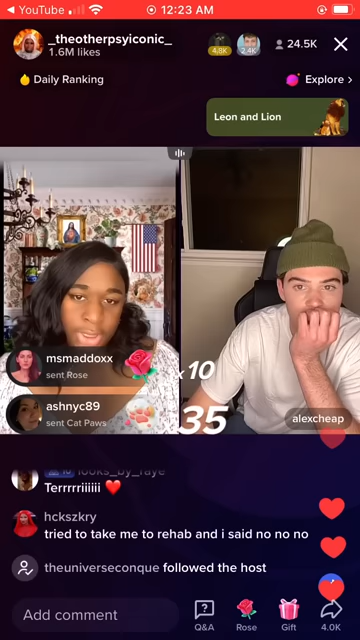 YouTube
12:23 AM
_theotherpsyiconic_
1.6M likes
4.8K
2.4K
24.5K
Daily Ranking
Explore
Leon and Lion
msmaddoxx
sent Rose
x 10
ashnyc89
sent Cat Paws
35
alexcheap
looks_by_raye
Terrrrriiiiii ❤️
hckszkry
tried to take me to rehab and i said no no no
theuniverseconque followed the host
Add comment
Q&A
Rose
Gift
4.0K